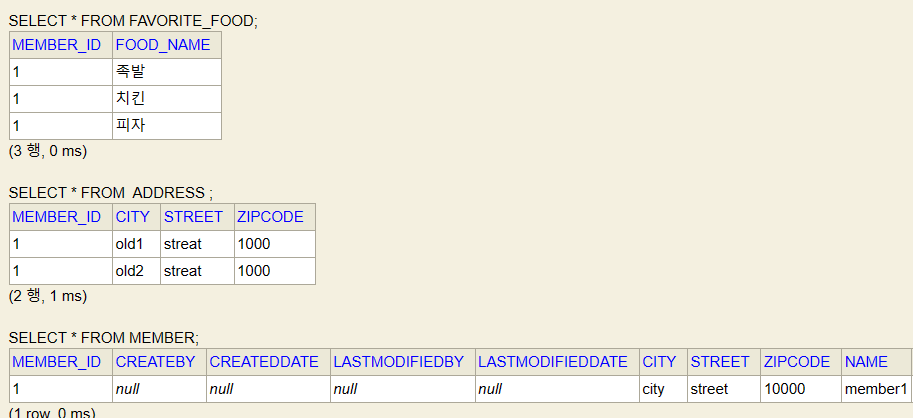 SELECT * FROM FAVORITE_FOOD;
MEMBER_ID FOOD_NAME
1 족발
1 치킨
1 피자
(3 행, 0 ms)
SELECT * FROM ADDRESS ;
MEMBER_ID CITY STREET ZIPCODE
1 old1 streat 1000
1 old2 streat 1000
(2 행, 1 ms)
SELECT * FROM MEMBER;
MEMBER_ID CREATEBY CREATEDDATE LASTMODIFIEDBY LASTMODIFIEDDATE CITY STREET ZIPCODE NAME
1 null null null null city street 10000 member1
(1 row, 0 ms)